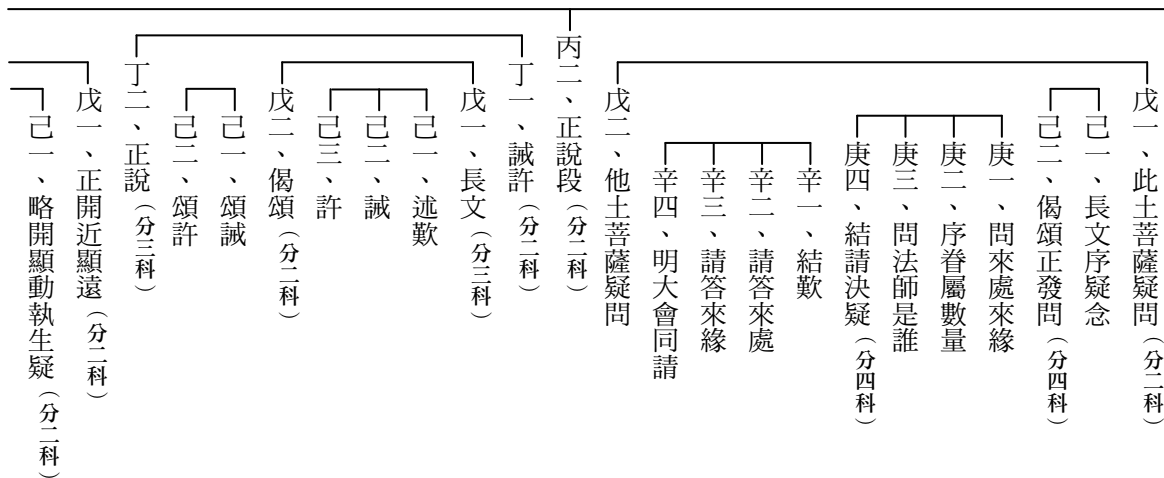 戊一、此土菩薩疑問（分二科）
己一、長文序疑念
己二、偈頌正發問（分四科）
庚一、問來處來緣
庚二、序眷屬數量
庚三、問法師是誰
庚四、結請決疑（分四科）
辛一、結歎
辛二、請答來處
辛三、請答來緣
辛四、明大會同請
戊二、他土菩薩疑問
丙二、正說段（分二科）
丁一、誡許（分二科）
戊一、長文（分三科）
己一、述歎
己二、誡
己三、許
戊二、偈頌（分二科）
己一、頌誡
己二、頌許
丁二、正說（分三科）
戊一、正開近顯遠（分二科）
己一、略開顯動執生疑（分二科）